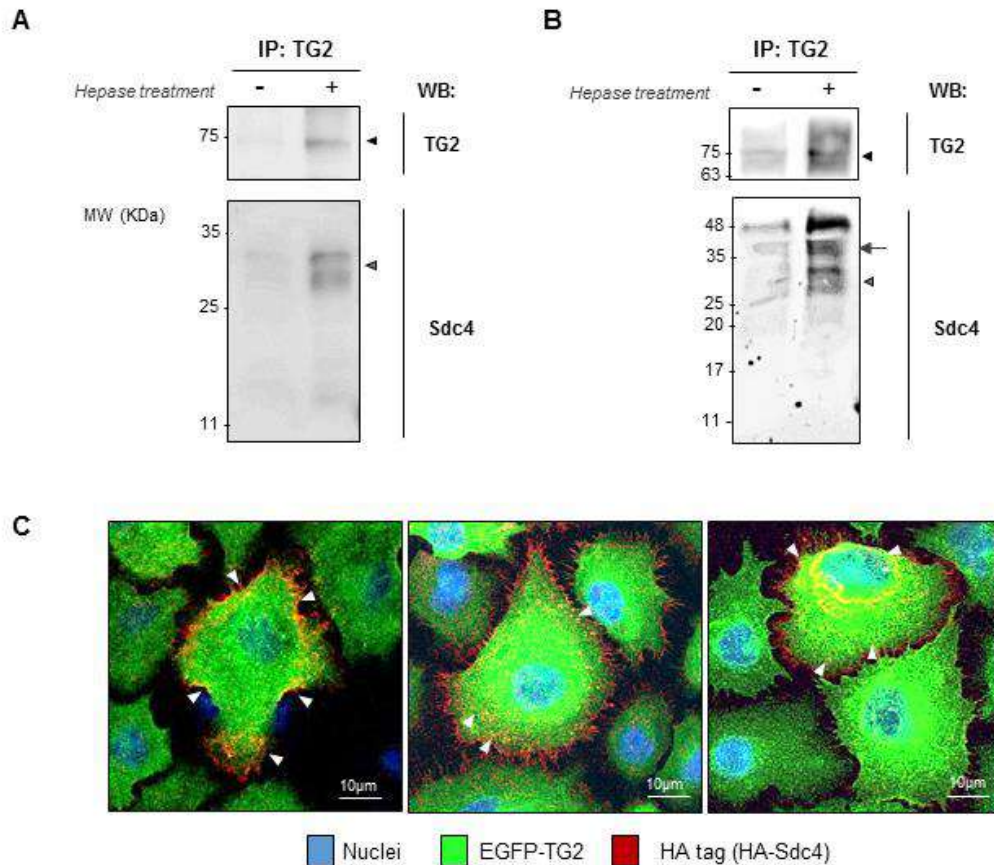 A
IP: TG2
Hepase treatment - + WB:
75
TG2
MW (KDa)
35
25
11
Sdc4
B
IP: TG2
Hepase treatment - + WB:
75
63
TG2
48
35
25
20
17
11
Sdc4
C
10µm
10µm
10µm
Nuclei EGFP-TG2 HA tag (HA-Sdc4)